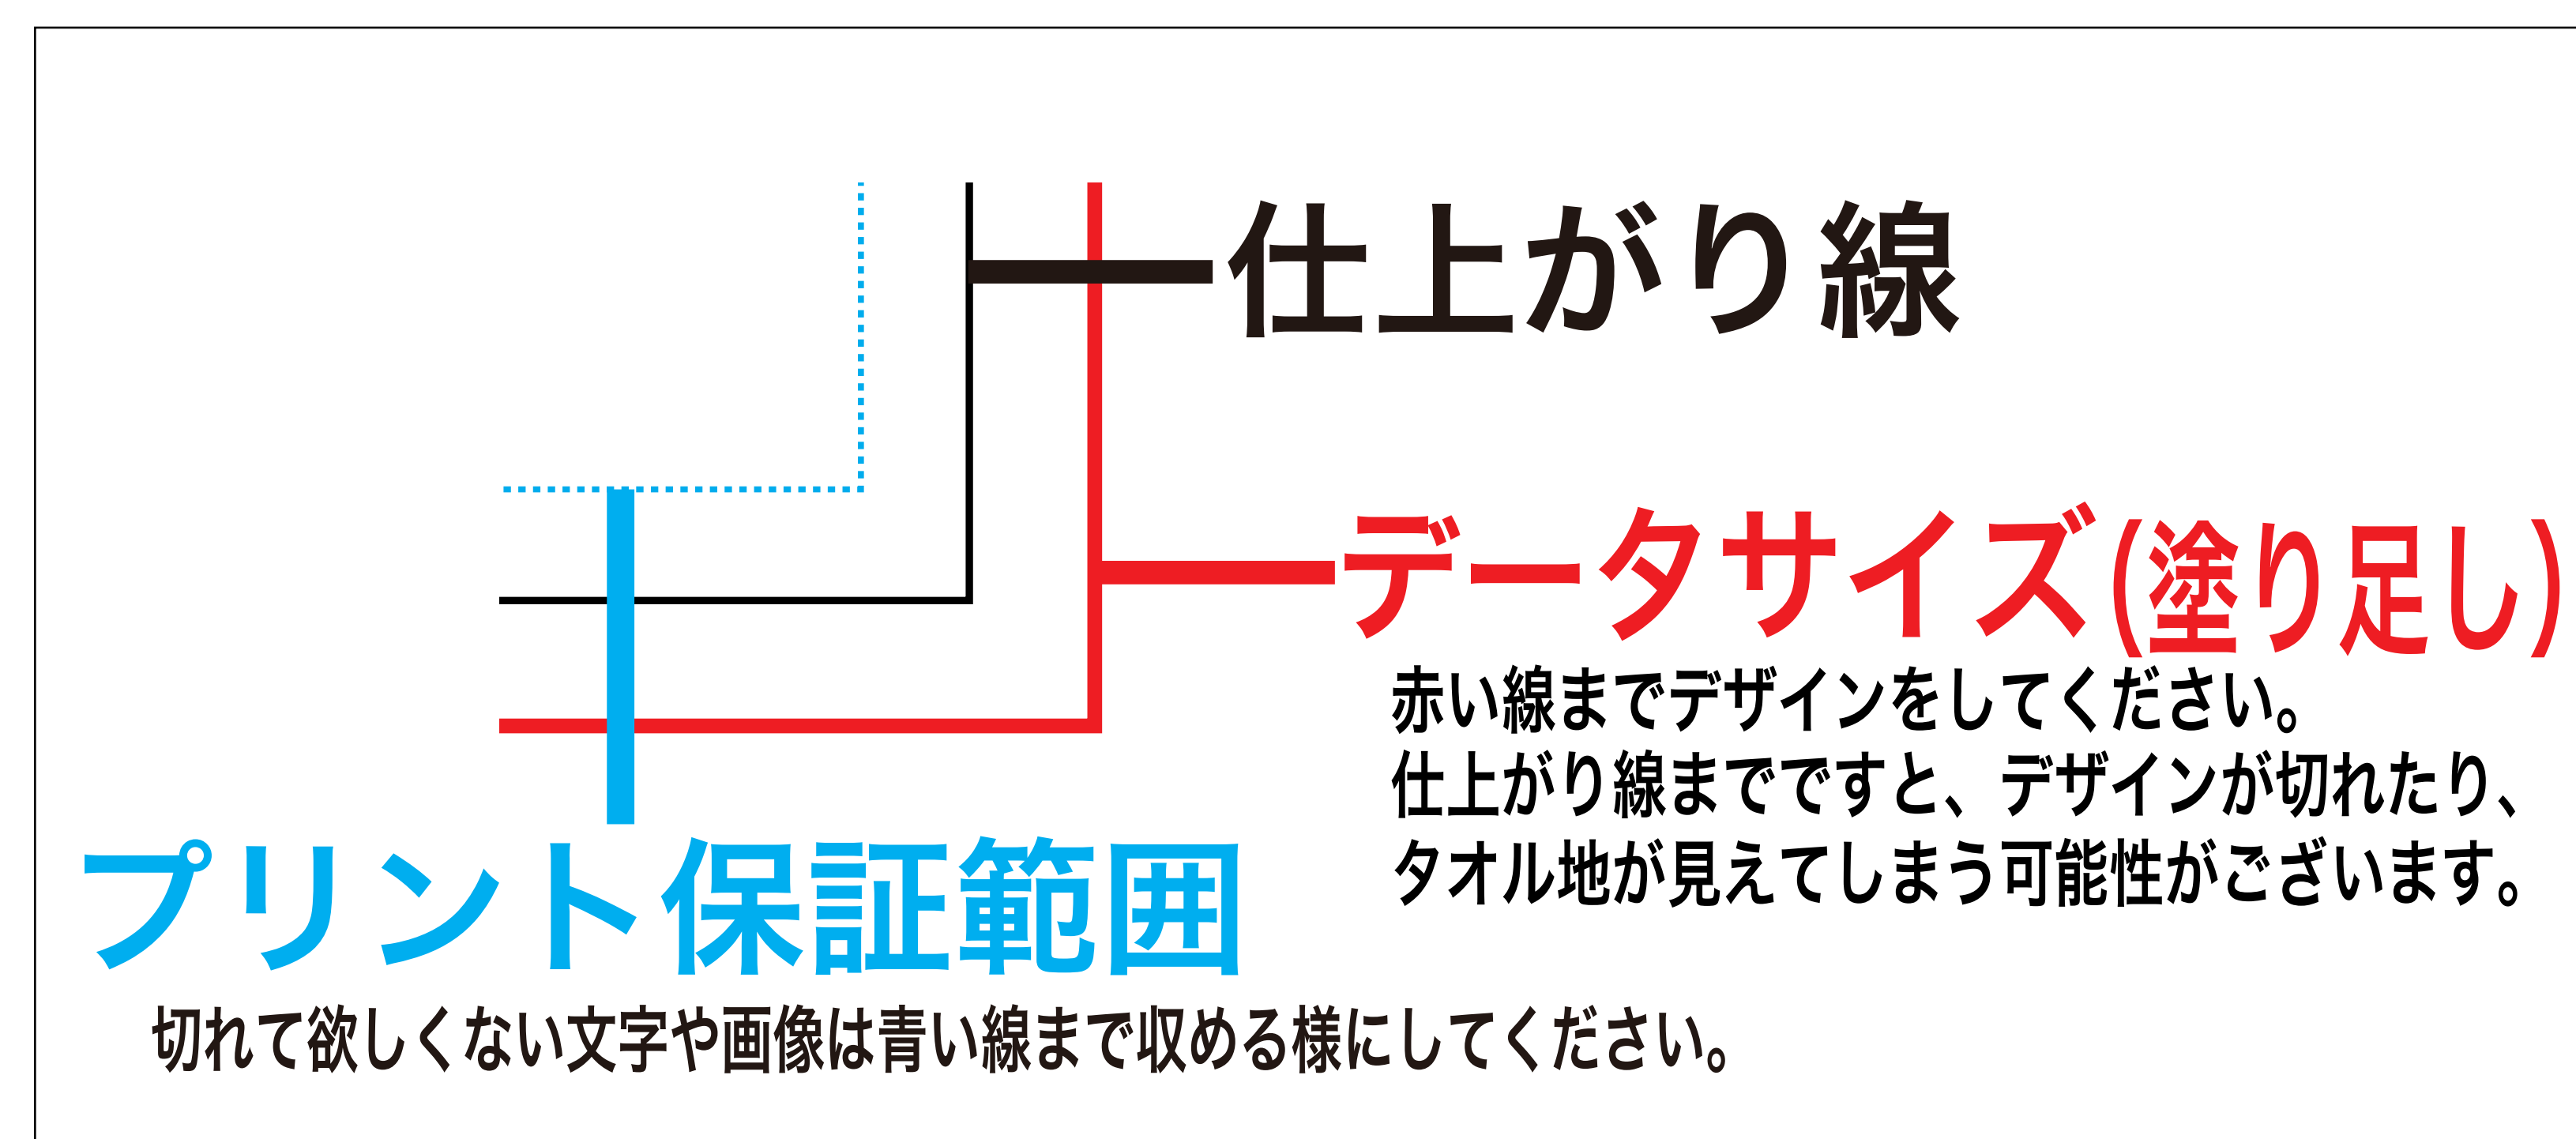 仕上がり線
データサイズ(塗り足し)
赤い線までデザインをしてください。
仕上がり線まででですと、デザインが切れたり、
タオル地が見えてしまう可能性がございます。
プリント保証範囲
切れて欲しくない文字や画像は青い線まで収める様にしてください。